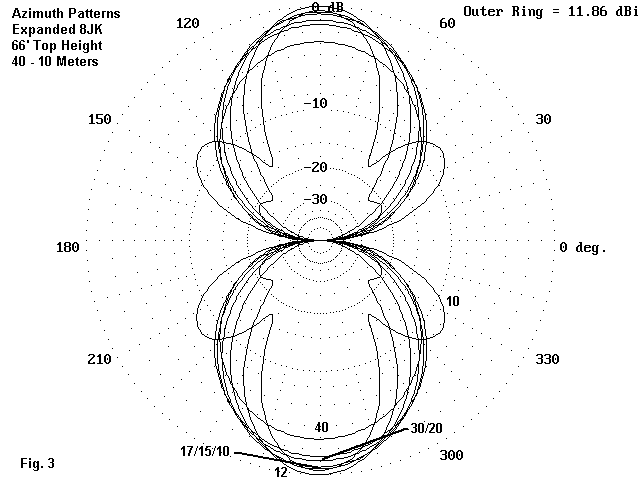 Azimuth Patterns
Expanded 8JK
66' Top Height
40 - 10 Meters
Outer Ring = 11.86 dBi
0 dB
120
60
-10
150
30
-20
-30
180
0 deg.
10
210
330
40
30/20
17/15/10
300
12
Fig. 3